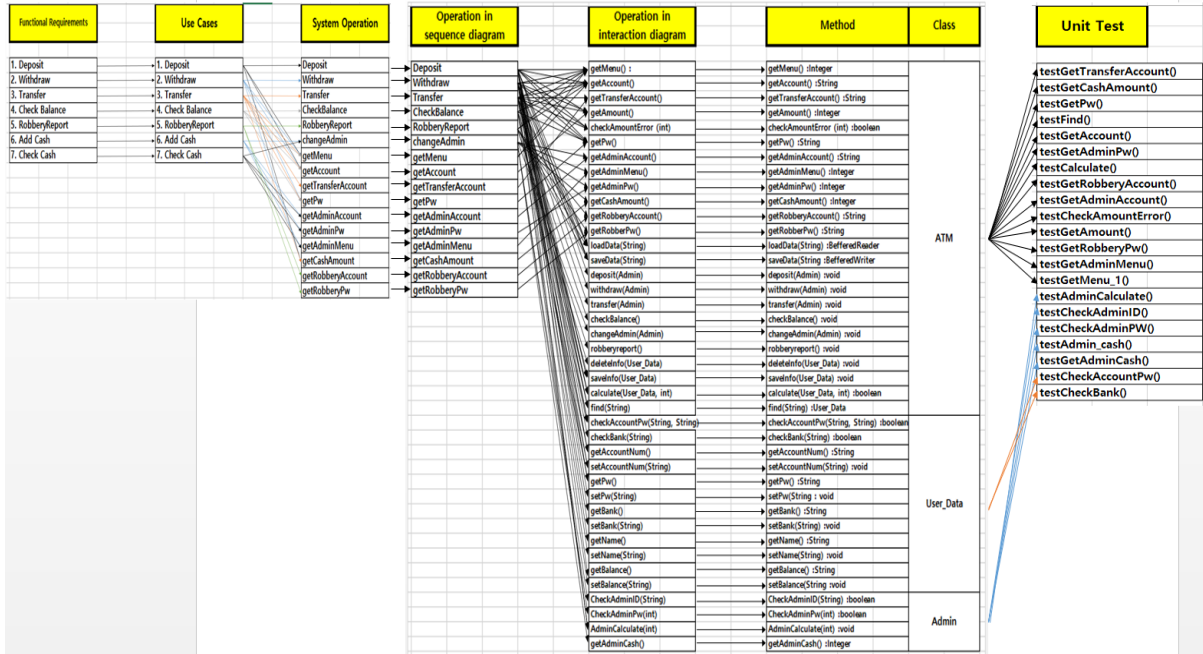 Functional Requirements
Use Cases
System Operation
Operation in
sequence diagram
Operation in
interaction diagram
Method
Class
Unit Test
1. Deposit
2. Withdraw
3. Transfer
4. Check Balance
5. RobberyReport
6. Add Cash
7. Check Cash
1. Deposit
2. Withdraw
3. Transfer
4. Check Balance
5. RobberyReport
6. Add Cash
7. Check Cash
Deposit
Withdraw
Transfer
CheckBalance
RobberyReport
changeAdmin
getMenu
getAccount
getTransferAccount
getPw
getAdminAccount
getAdminPw
getAdminMenu
getCashAmount
getRobberyAccount
getRobberyPw
Deposit
Withdraw
Transfer
CheckBalance
RobberyReport
changeAdmin
getMenu
getAccount
getTransferAccount
getPw
getAdminAccount
getAdminPw
getAdminMenu
getCashAmount
getRobberyAccount
getRobberyPw
getMenu() :
getAccount()
getTransferAccount()
getAmount()
checkAmountError (int)
getPw()
getAdminAccount()
getAdminMenu()
getAdminPw()
getCashAmount()
getRobberyAccount()
getRobberPw()
loadData(String)
saveData(String)
deposit(Admin)
withdraw(Admin)
transfer(Admin)
checkBalance()
changeAdmin(Admin)
robberyreport()
deleteInfo(User_Data)
saveInfo(User_Data)
calculate(User_Data, int)
find(String)
checkAccountPw(String, String)
checkBank(String)
getAccountNum()
setAccountNum(String)
getPw()
setPw(String)
getBank()
setBank(String)
getName()
setName(String)
getBalance()
setBalance(String)
CheckAdminID(String)
CheckAdminPw(int)
AdminCalculate(int)
getAdminCash()
getMenu() :Integer
getAccount() :String
getTransferAccount() :String
getAmount() :Integer
checkAmountError (int) :boolean
getPw() :String
getAdminAccount() :String
getAdminMenu() :Integer
getAdminPw() :Integer
getCashAmount() :Integer
getRobberyAccount() :String
getRobberPw() :String
loadData(String) :BefferedReader
saveData(String :BefferedWriter
deposit(Admin) :void
withdraw(Admin) :void
transfer(Admin) :void
checkBalance() :void
changeAdmin(Admin) :void
robberyreport() :void
deleteInfo(User_Data) :void
saveInfo(User_Data) :void
calculate(User_Data, int) :boolean
find(String) :User_Data
checkAccountPw(String, String) :boolean
checkBank(String) :boolean
getAccountNum() :String
setAccountNum(String) :void
getPw() :String
setPw(String : void
getBank() :String
setBank(String) :void
getName() :String
setName(String) :void
getBalance() :String
setBalance(String :void
CheckAdminID(String) :boolean
CheckAdminPw(int) :boolean
AdminCalculate(int) :void
getAdminCash() :Integer
ATM
User_Data
Admin
testGetTransferAccount()
testGetCashAmount()
testGetPw()
testFind()
testGetAccount()
testGetAdminPw()
testCalculate()
testGetRobberyAccount()
testGetAdminAccount()
testCheckAmountError()
testGetAmount()
testGetRobberyPw()
testGetAdminMenu()
testGetMenu_1()
testAdminCalculate()
testCheckAdminID()
testCheckAdminPW()
testAdmin_cash()
testGetAdminCash()
testCheckAccountPw()
testCheckBank()